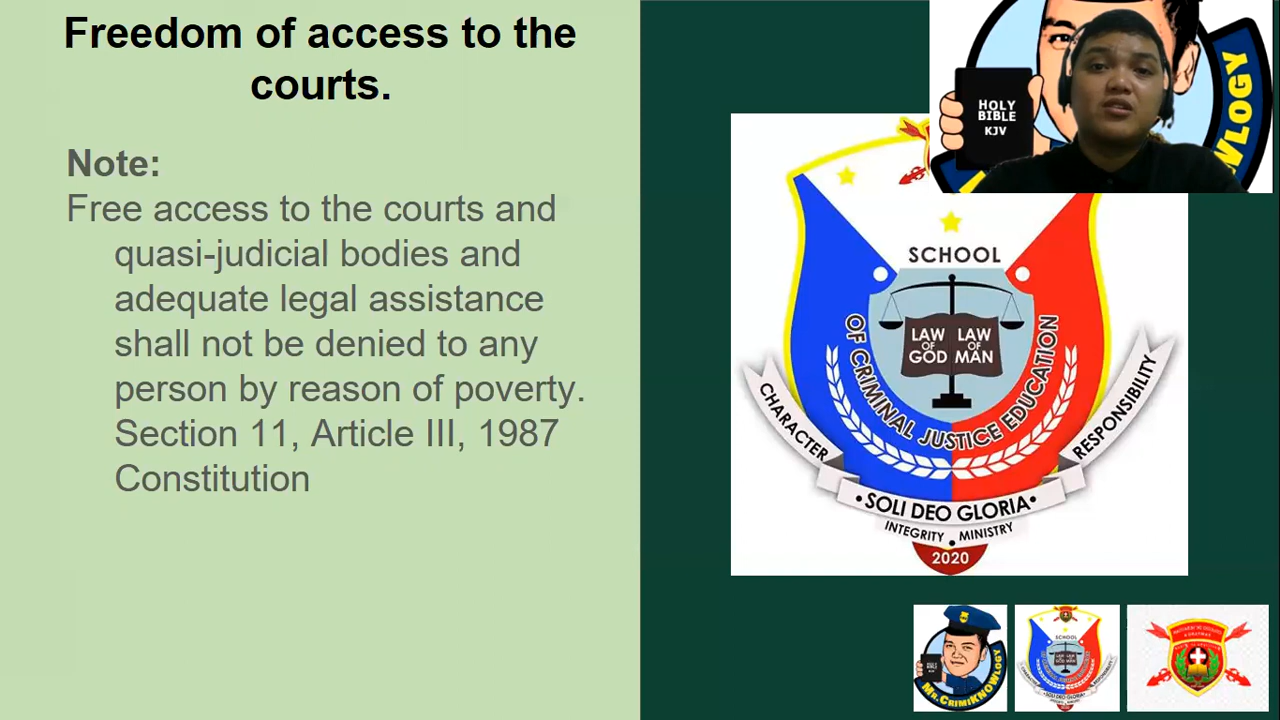 Freedom of access to the
courts.
Note:
Free access to the courts and
quasi-judicial bodies and
adequate legal assistance
shall not be denied to any
person by reason of poverty.
Section 11, Article III, 1987
Constitution
HOLY
BIBLE
KJV
WLOGY
SCHOOL
OF CRIMINAL JUSTICE EDUCATION
LAW OF GOD
LAW OF MAN
CHARACTER
RESPONSIBILITY
•SOLI DEO GLORIA•
INTEGRITY • MINISTRY
2020
MR.CRIMIKNOWLOGY
SCHOOL